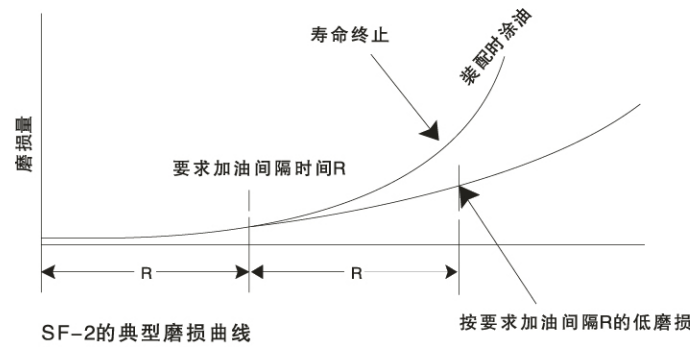 寿命终止
装配时涂油
磨损量
要求加油间隔时间R
R
R
按要求加油间隔R的低磨损
SF-2的典型磨损曲线